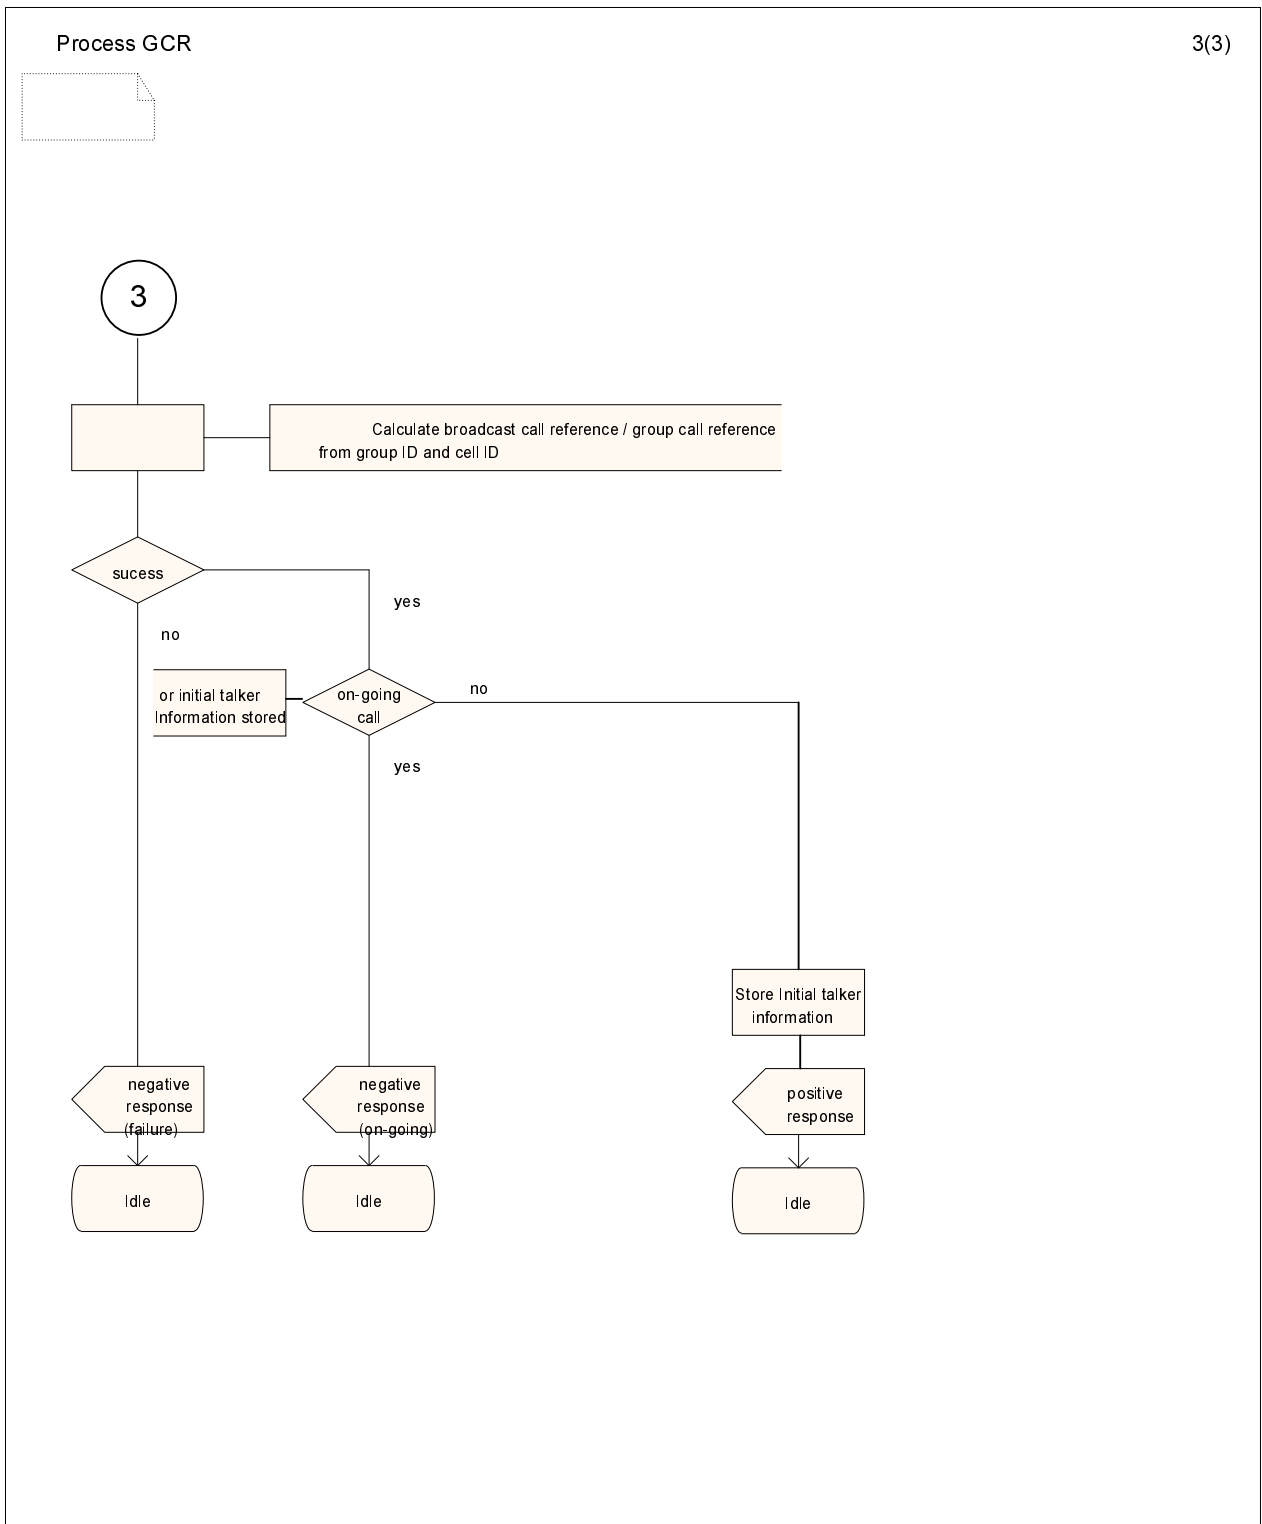 Process GCR
3(3)
3
Calculate broadcast call reference / group call reference
from group ID and cell ID
sucess
yes
no
or initial talker
Information stored
on-going
call
no
yes
Store Initial talker
information
negative
response
(failure)
negative
response
(on-going)
positive
response
Idle
Idle
Idle